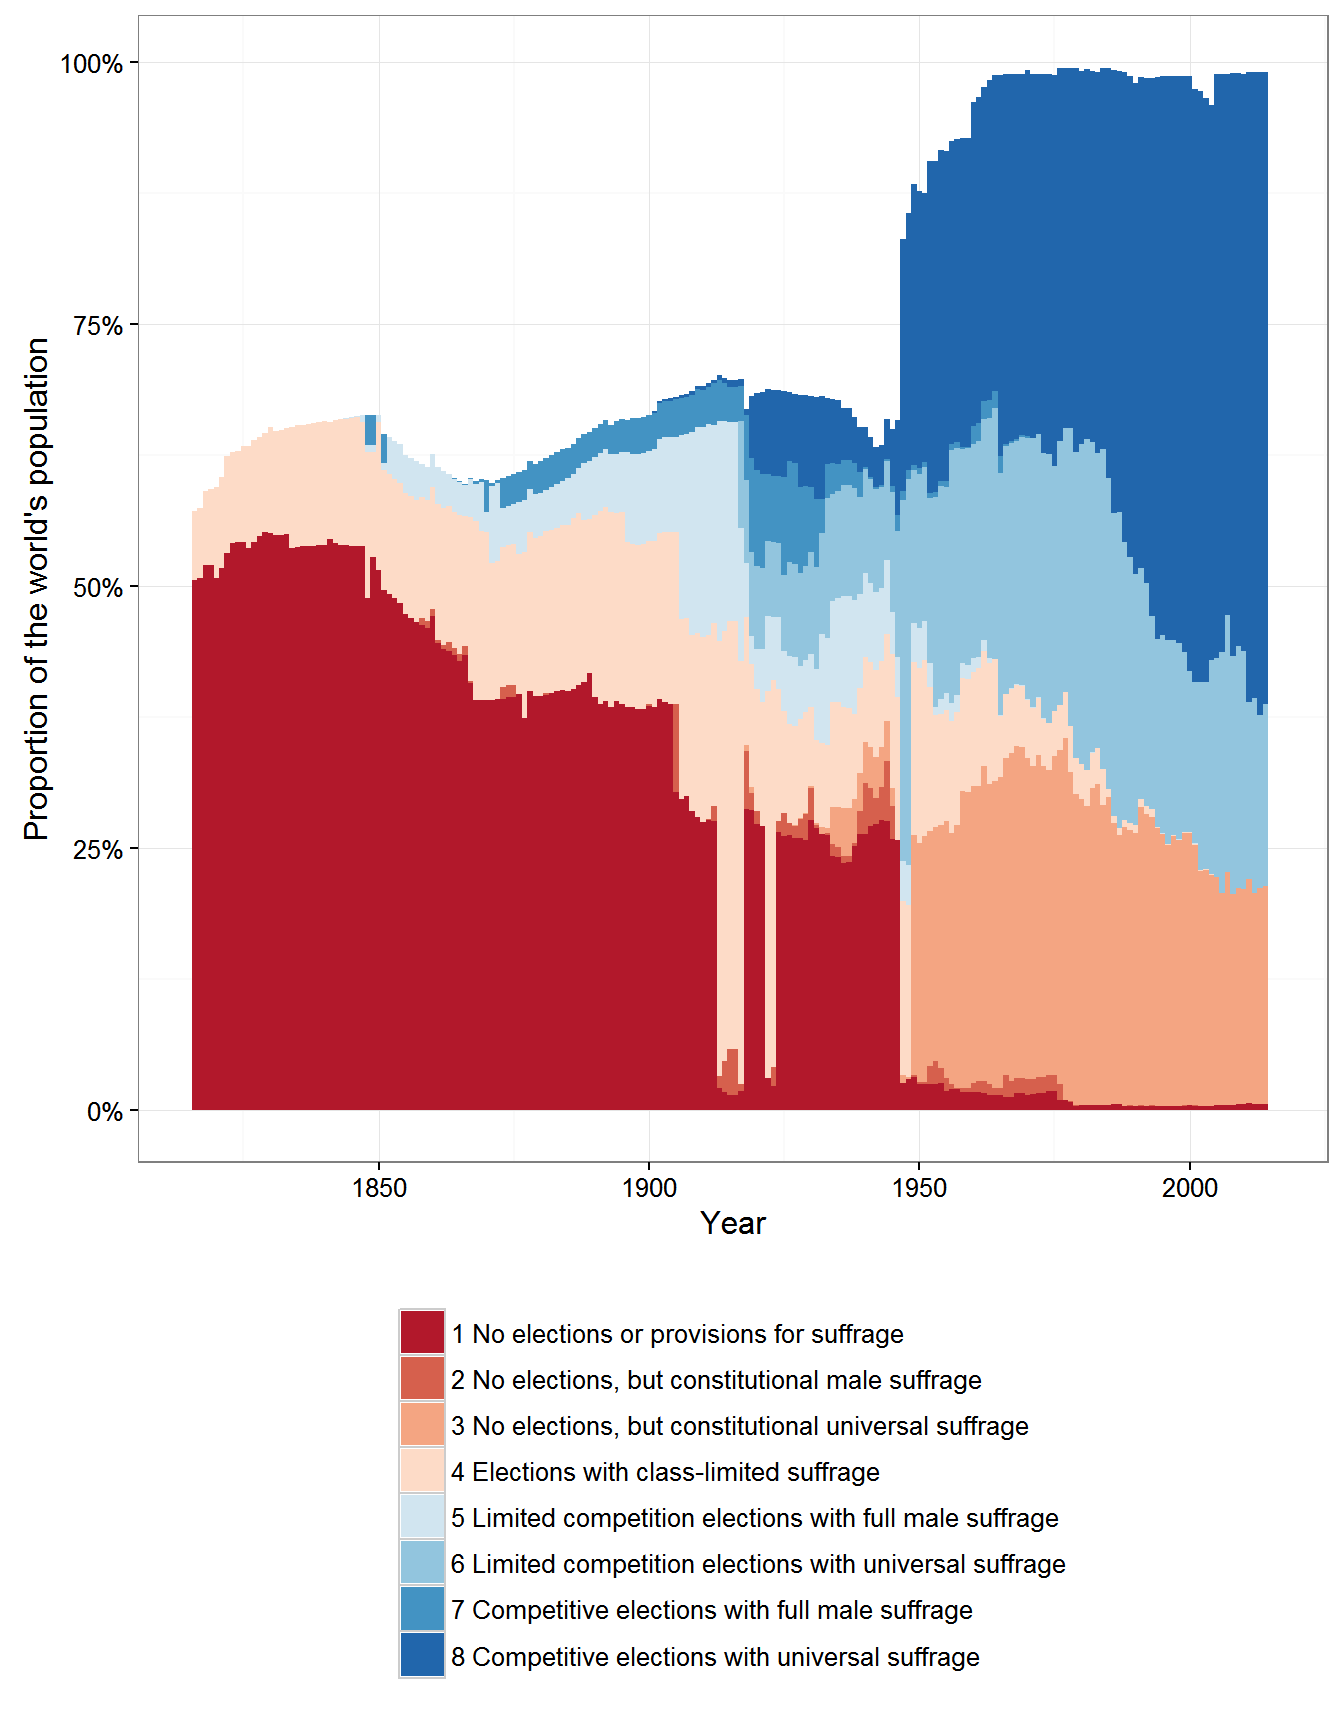 100%
75%
50%
25%
0%
Proportion of the world's population
1850
1900
1950
2000
Year
1 No elections or provisions for suffrage
2 No elections, but constitutional male suffrage
3 No elections, but constitutional universal suffrage
4 Elections with class-limited suffrage
5 Limited competition elections with full male suffrage
6 Limited competition elections with universal suffrage
7 Competitive elections with full male suffrage
8 Competitive elections with universal suffrage